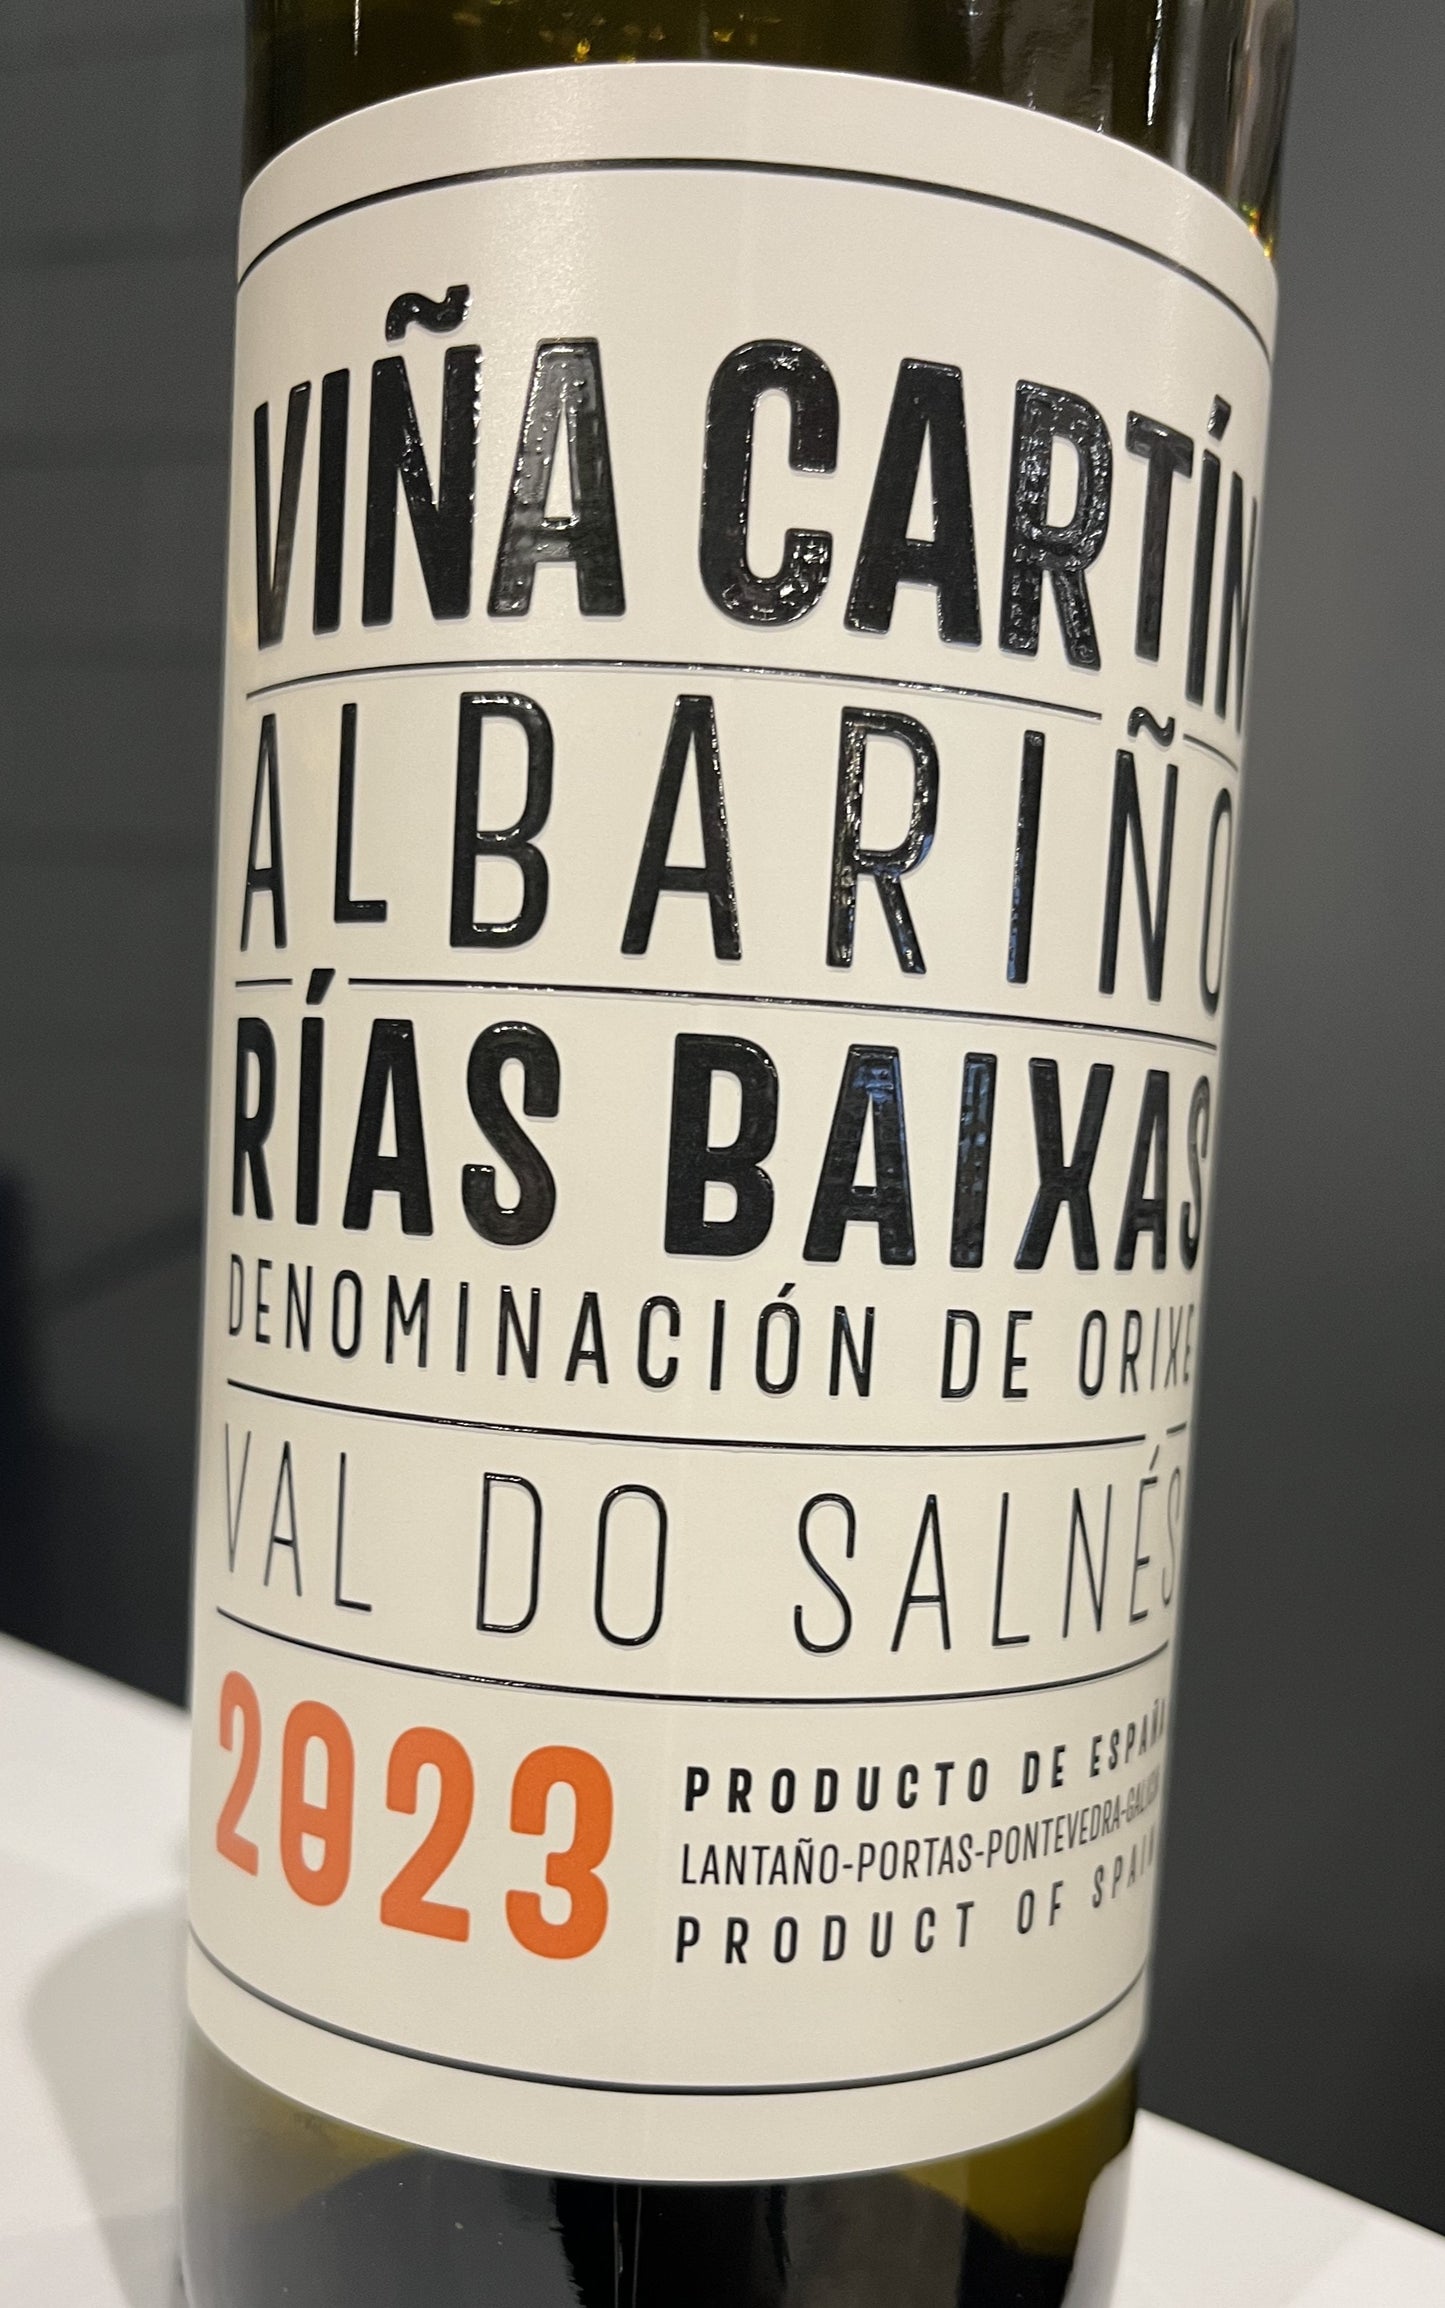 VIÑA CARTÍN
ALBARIÑO
RÍAS BAIXAS
DENOMINACIÓN DE ORIXE
VAL DO SALNÉS
2023
PRODUCTO DE ESPAÑA
LANTAÑO-PORTAS-PONTEVEDRA-GALICIA
PRODUCT OF SPAIN